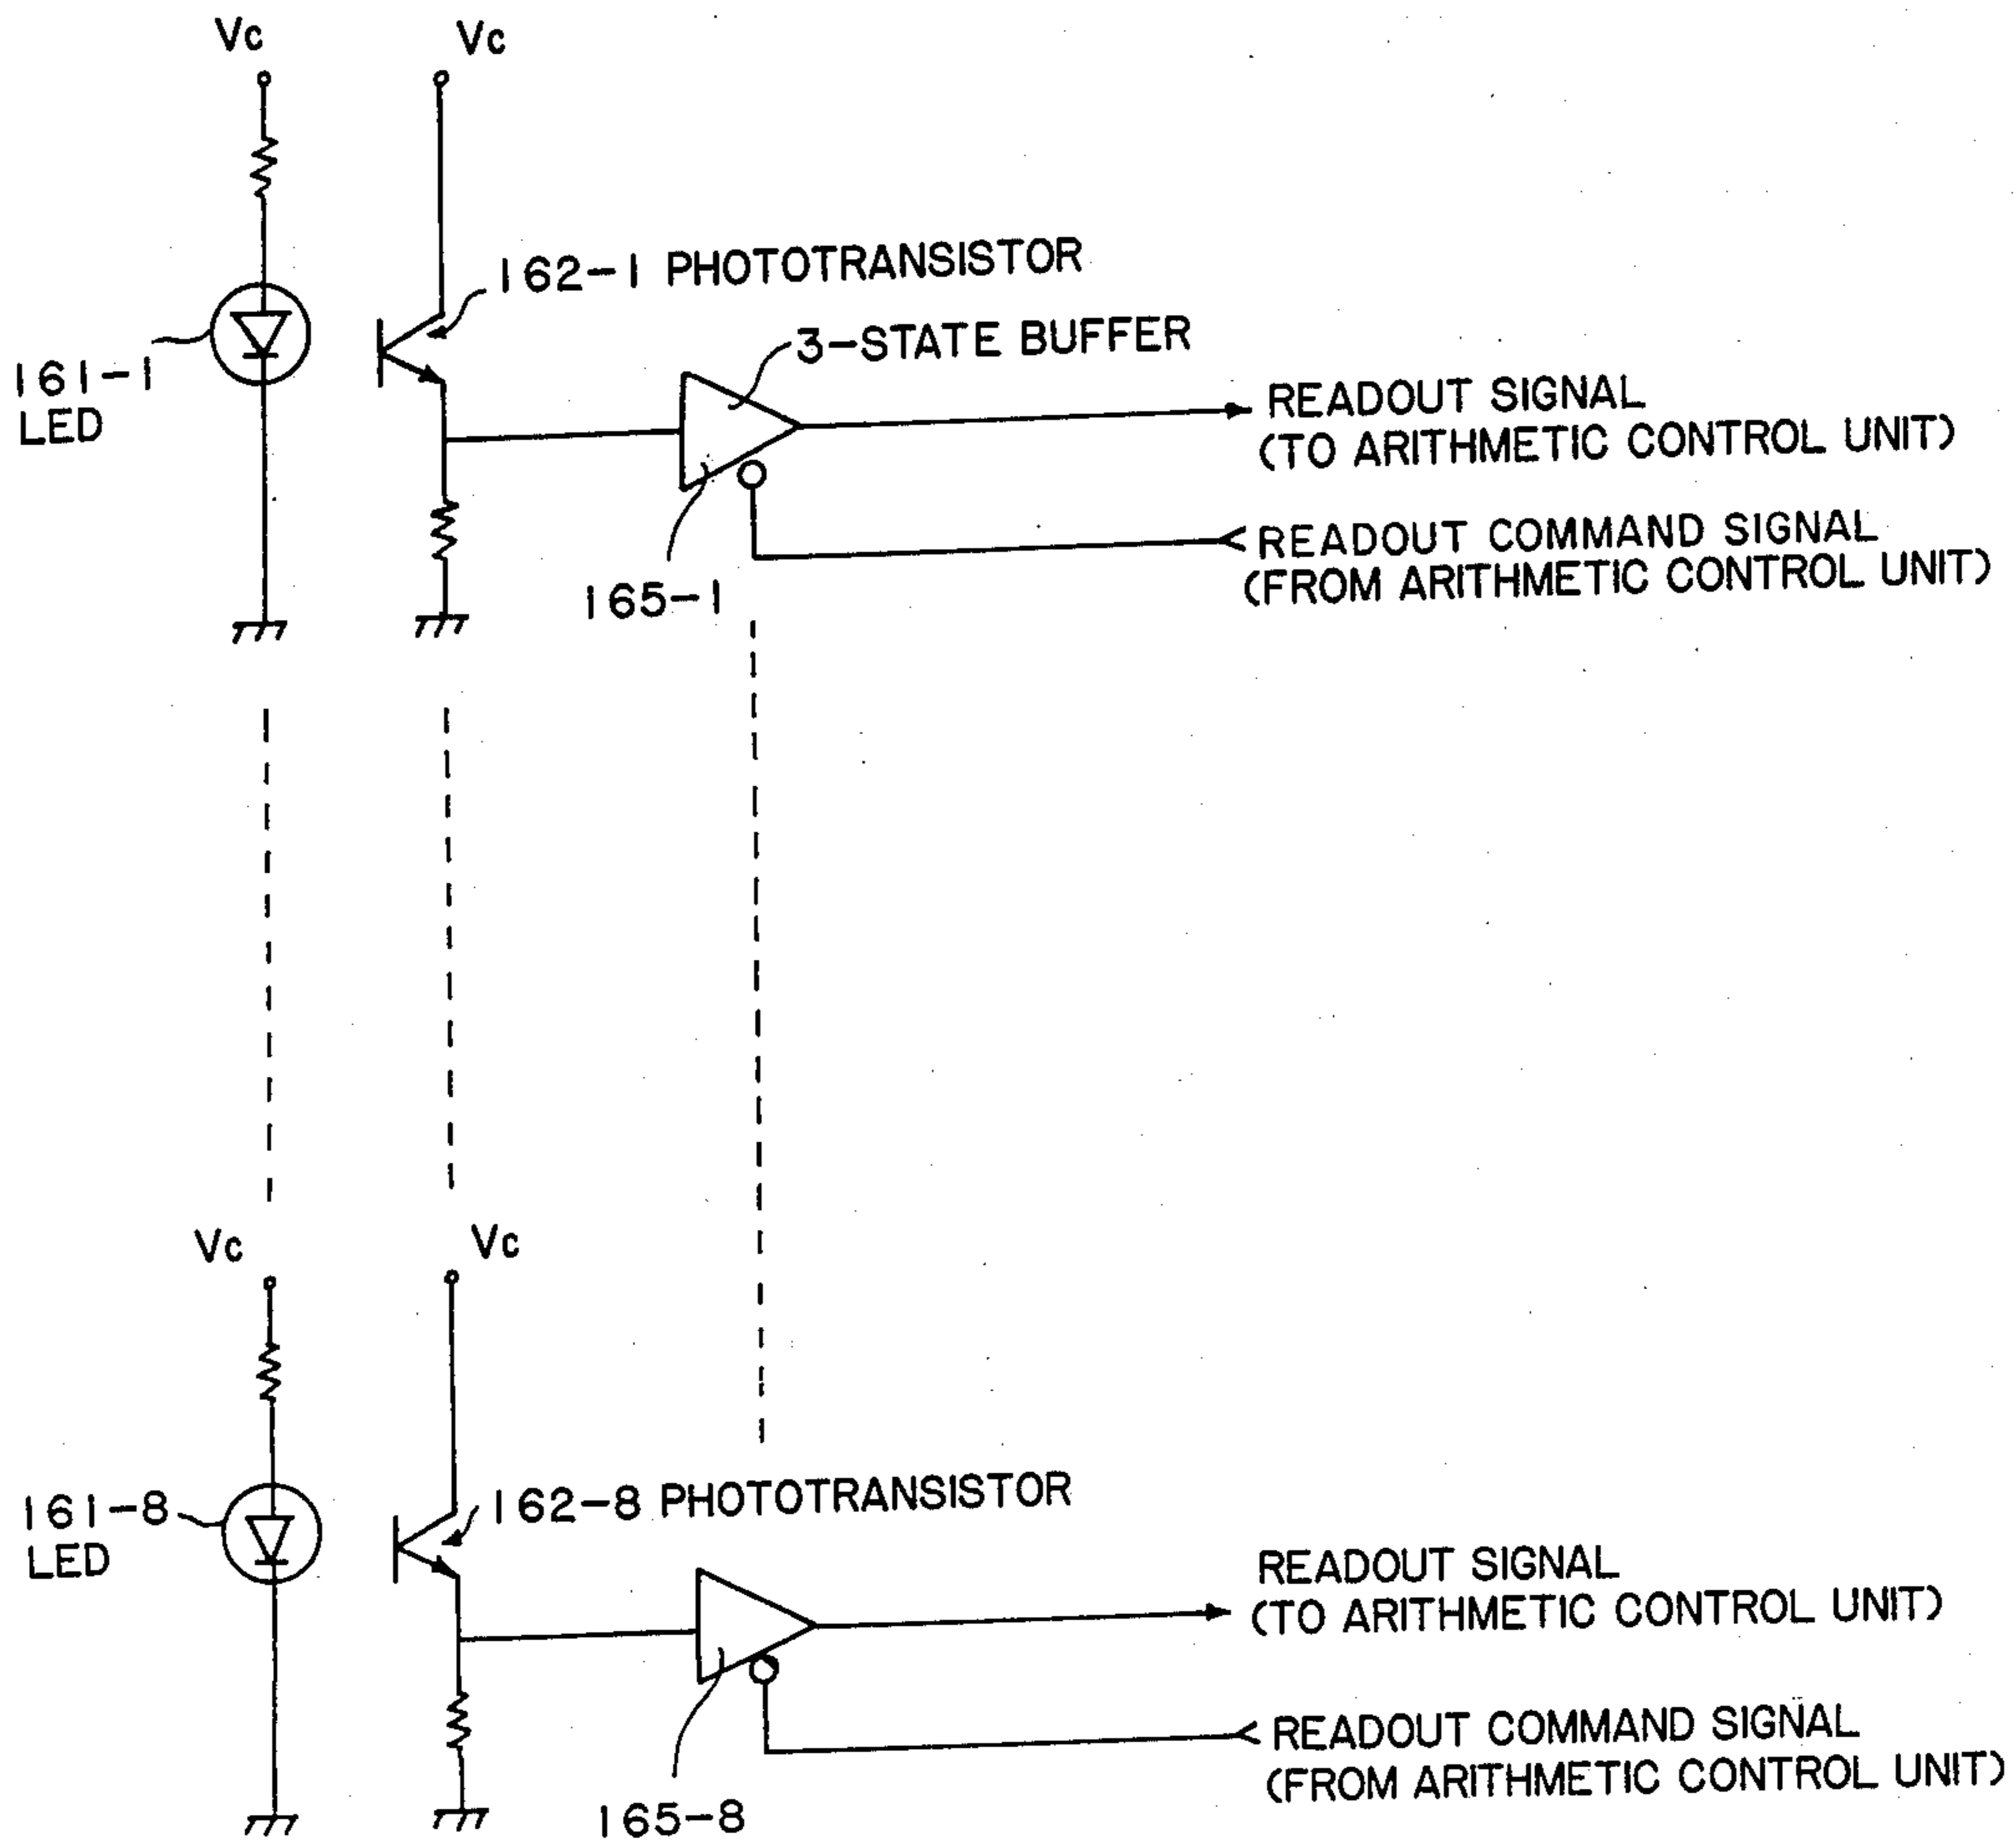 Vc
Vc
162-1 PHOTOTRANSISTOR
3-STATE BUFFER
161-1
LED
READOUT SIGNAL
(TO ARITHMETIC CONTROL UNIT)
READOUT COMMAND SIGNAL
(FROM ARITHMETIC CONTROL UNIT)
165-1
Vc
Vc
161-8
LED
162-8 PHOTOTRANSISTOR
READOUT SIGNAL
(TO ARITHMETIC CONTROL UNIT)
READOUT COMMAND SIGNAL
(FROM ARITHMETIC CONTROL UNIT)
165-8